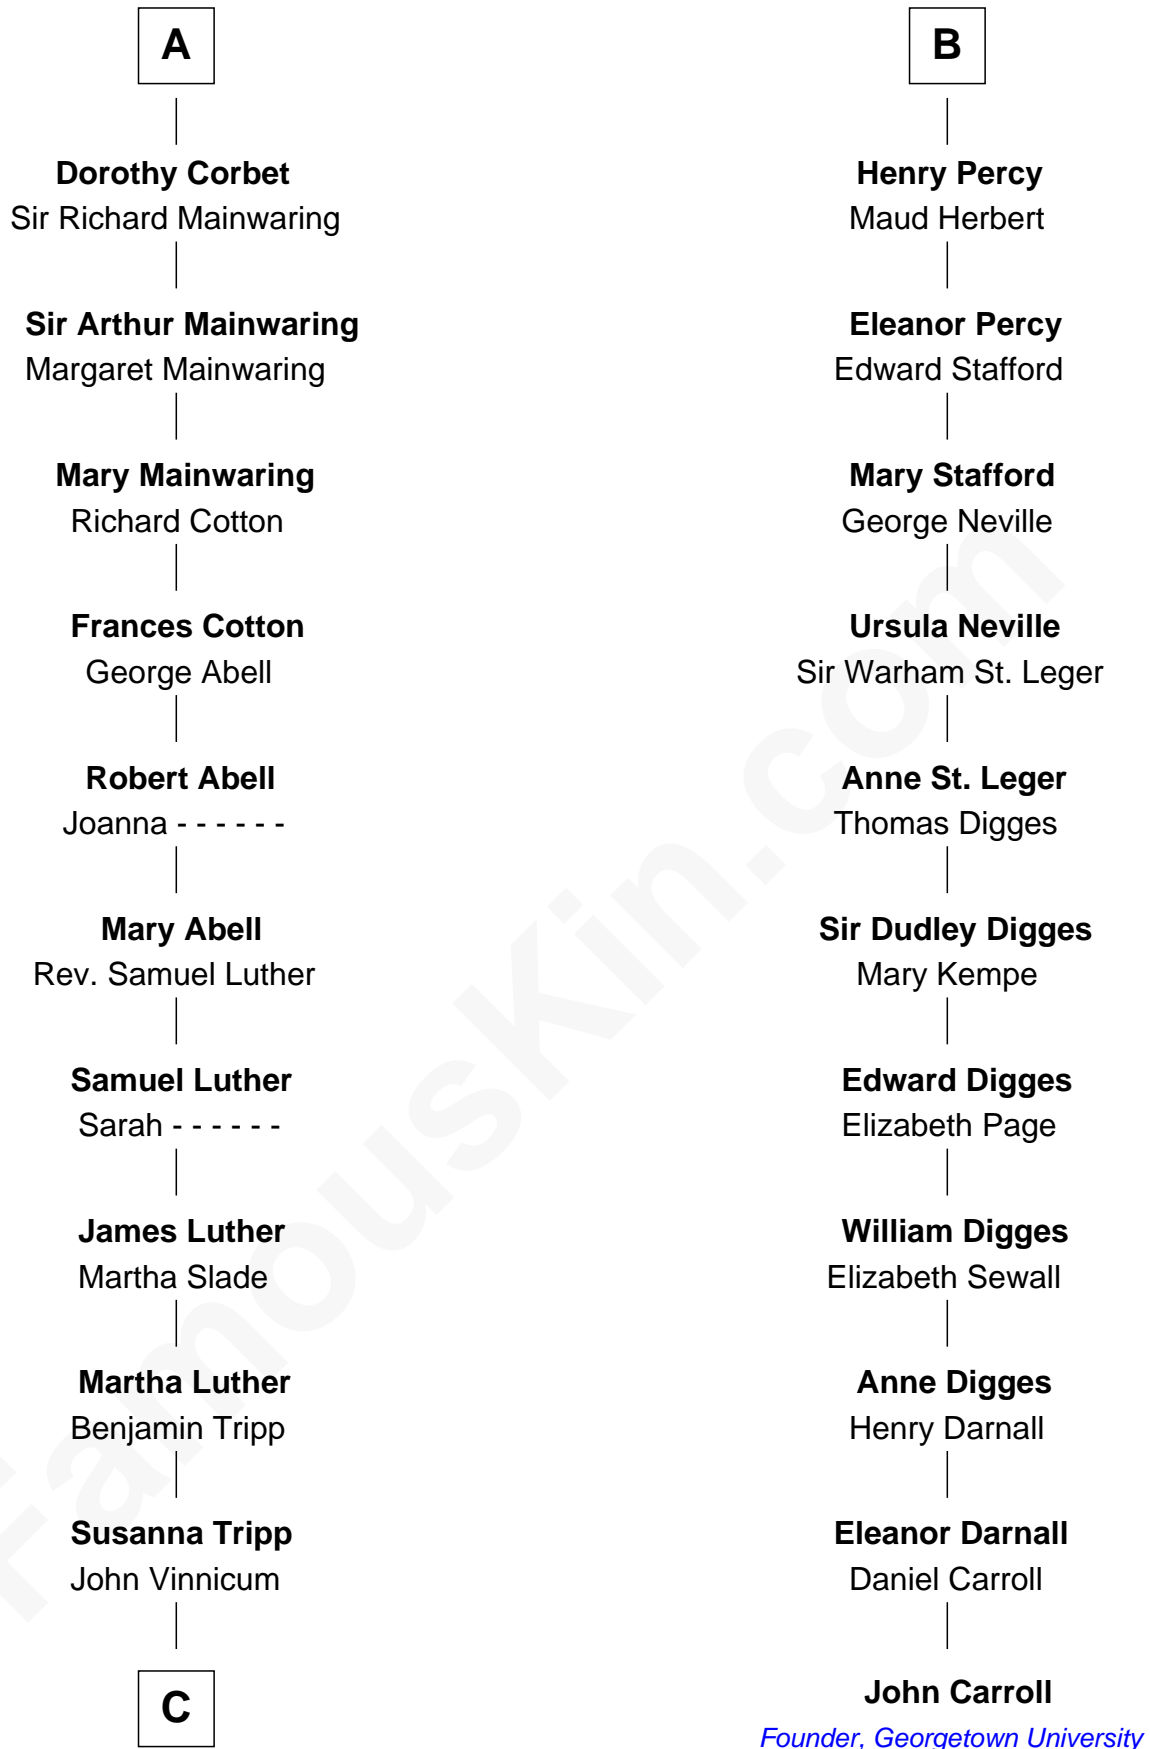 A
Dorothy Corbet
Sir Richard Mainwaring
Sir Arthur Mainwaring
Margaret Mainwaring
Mary Mainwaring
Richard Cotton
Frances Cotton
George Abell
Robert Abell
Joanna - - - - - -
Mary Abell
Rev. Samuel Luther
Samuel Luther
Sarah - - - - - -
James Luther
Martha Slade
Martha Luther
Benjamin Tripp
Susanna Tripp
John Vinnicum
C
B
Henry Percy
Maud Herbert
Eleanor Percy
Edward Stafford
Mary Stafford
George Neville
Ursula Neville
Sir Warham St. Leger
Anne St. Leger
Thomas Digges
Sir Dudley Digges
Mary Kempe
Edward Digges
Elizabeth Page
William Digges
Elizabeth Sewall
Anne Digges
Henry Darnall
Eleanor Darnall
Daniel Carroll
John Carroll
Founder, Georgetown University
FamousKin.com